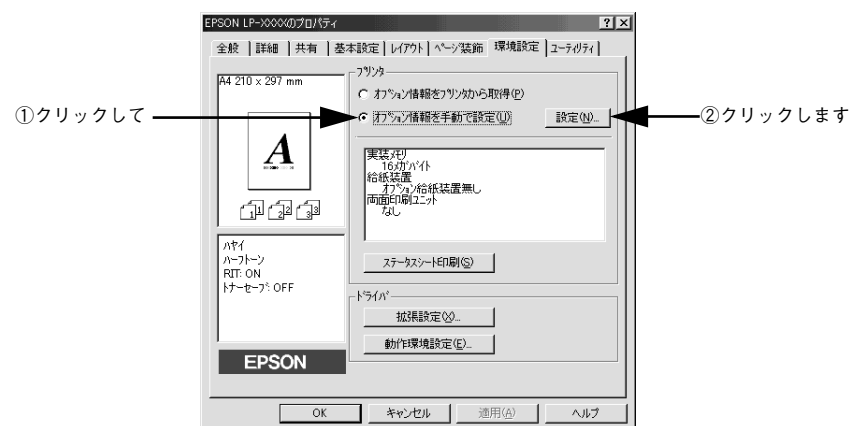 EPSON LP-XXXXのプロパティ
全般 詳細 共有 基本設定 レイアウト ページ装飾 環境設定 ユーティリティ
A4 210 x 297 mm
A
1 1 2 2 3 3
ハヤイ
ハーフトーン
RIT: ON
トナーセーブ: OFF
EPSON
プリンタ
オプション情報をプリンタから取得(P)
①クリックして
オプション情報を手動で設定(U)
設定(N)...
②クリックします
実装メモリ
16メガバイト
給紙装置
オプション給紙装置無し
両面印刷ユニット
なし
ステータスシート印刷(S)
ドライバ
拡張設定(X)...
動作環境設定(E)...
OK キャンセル 適用(A) ヘルプ